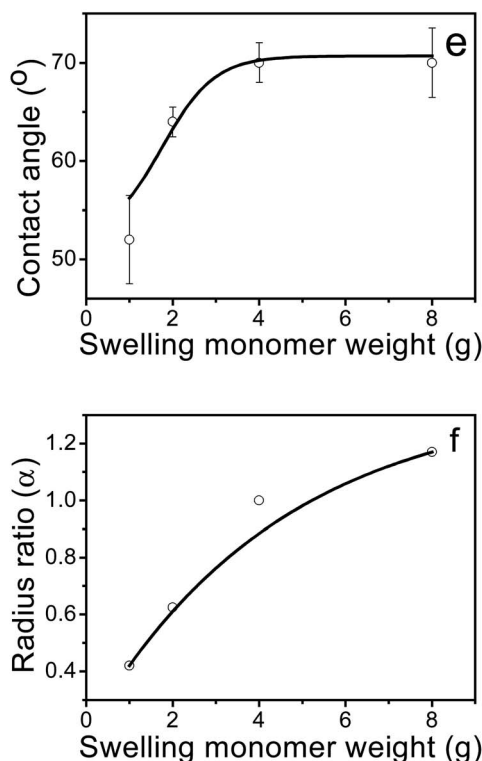 e
Contact angle (°)
70
60
50
0 2 4 6 8
Swelling monomer weight (g)
f
Radius ratio (α)
1.2
1.0
0.8
0.6
0.4
0 2 4 6 8
Swelling monomer weight (g)